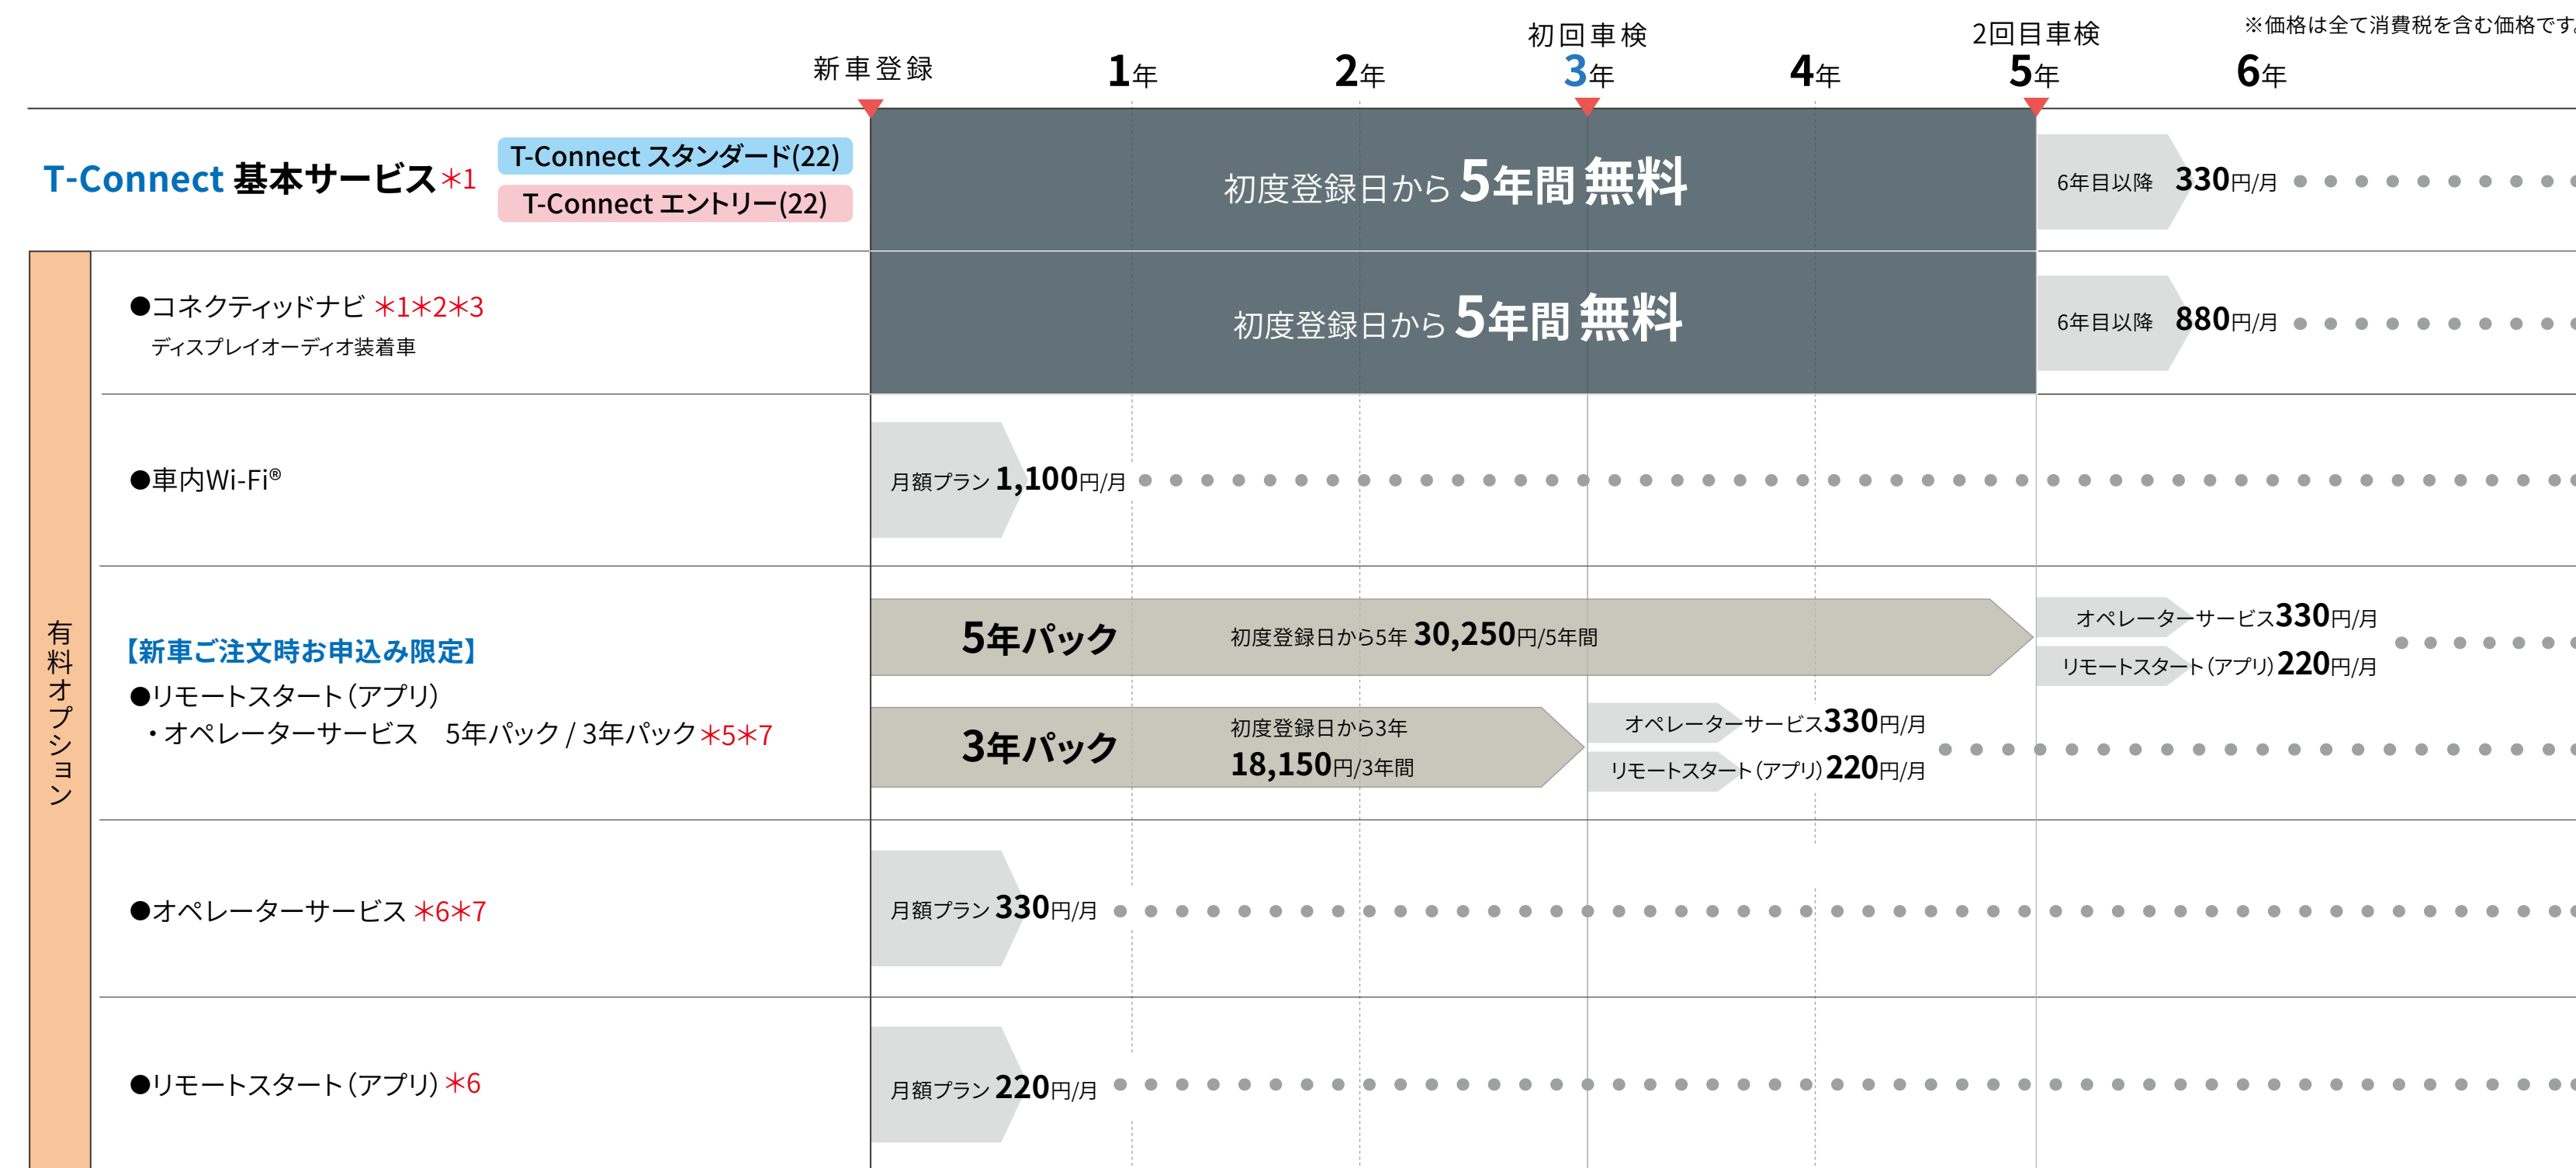 ※価格は全て消費税を含む価格です。
初回車検
2回目車検
新車登録
1年
2年
3年
4年
5年
6年
T-Connect 基本サービス＊1
T-Connect スタンダード(22)
T-Connect エントリー(22)
初度登録日から 5年間 無料
6年目以降 330円/月
有料オプション
●コネクティッドナビ ＊1＊2＊3
ディスプレイオーディオ装着車
初度登録日から 5年間 無料
6年目以降 880円/月
●車内Wi-Fi®
月額プラン 1,100円/月
【新車ご注文時お申込み限定】
●リモートスタート（アプリ）
・オペレーターサービス 5年パック / 3年パック＊5＊7
5年パック
初度登録日から5年 30,250円/5年間
オペレーターサービス330円/月
リモートスタート（アプリ）220円/月
3年パック
初度登録日から3年
18,150円/3年間
オペレーターサービス330円/月
リモートスタート（アプリ）220円/月
●オペレーターサービス ＊6＊7
月額プラン 330円/月
●リモートスタート（アプリ）＊6
月額プラン 220円/月